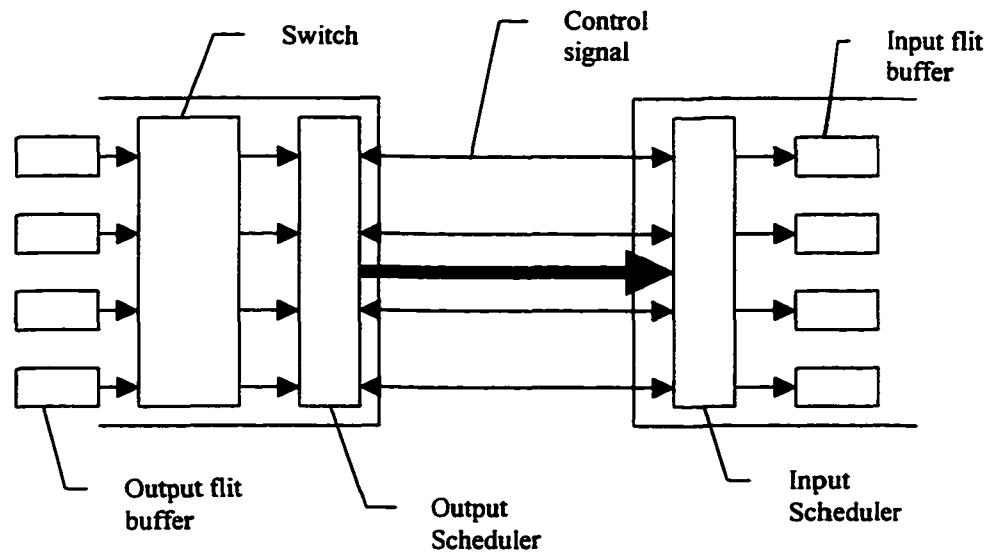 Switch
Control
signal
Input flit
buffer
Output flit
buffer
Output
Scheduler
Input
Scheduler